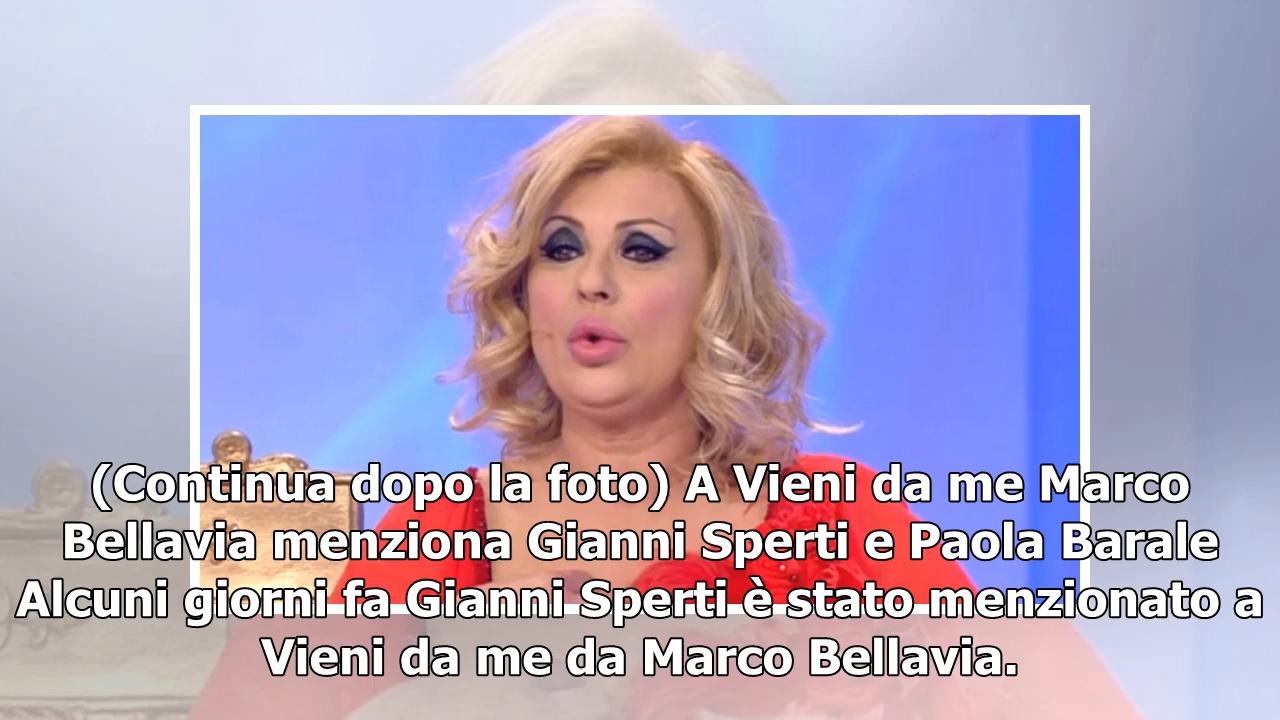 (Continua dopo la foto) A Vieni da me Marco
Bellavia menziona Gianni Sperti e Paola Barale
Alcuni giorni fa Gianni Sperti è stato menzionato a
Vieni da me da Marco Bellavia.